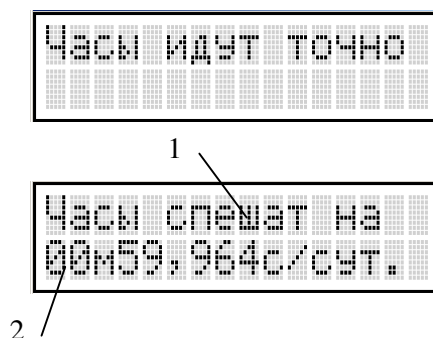 Часы идут точно
1
Часы спешат на
00м59,964с/сут.
2